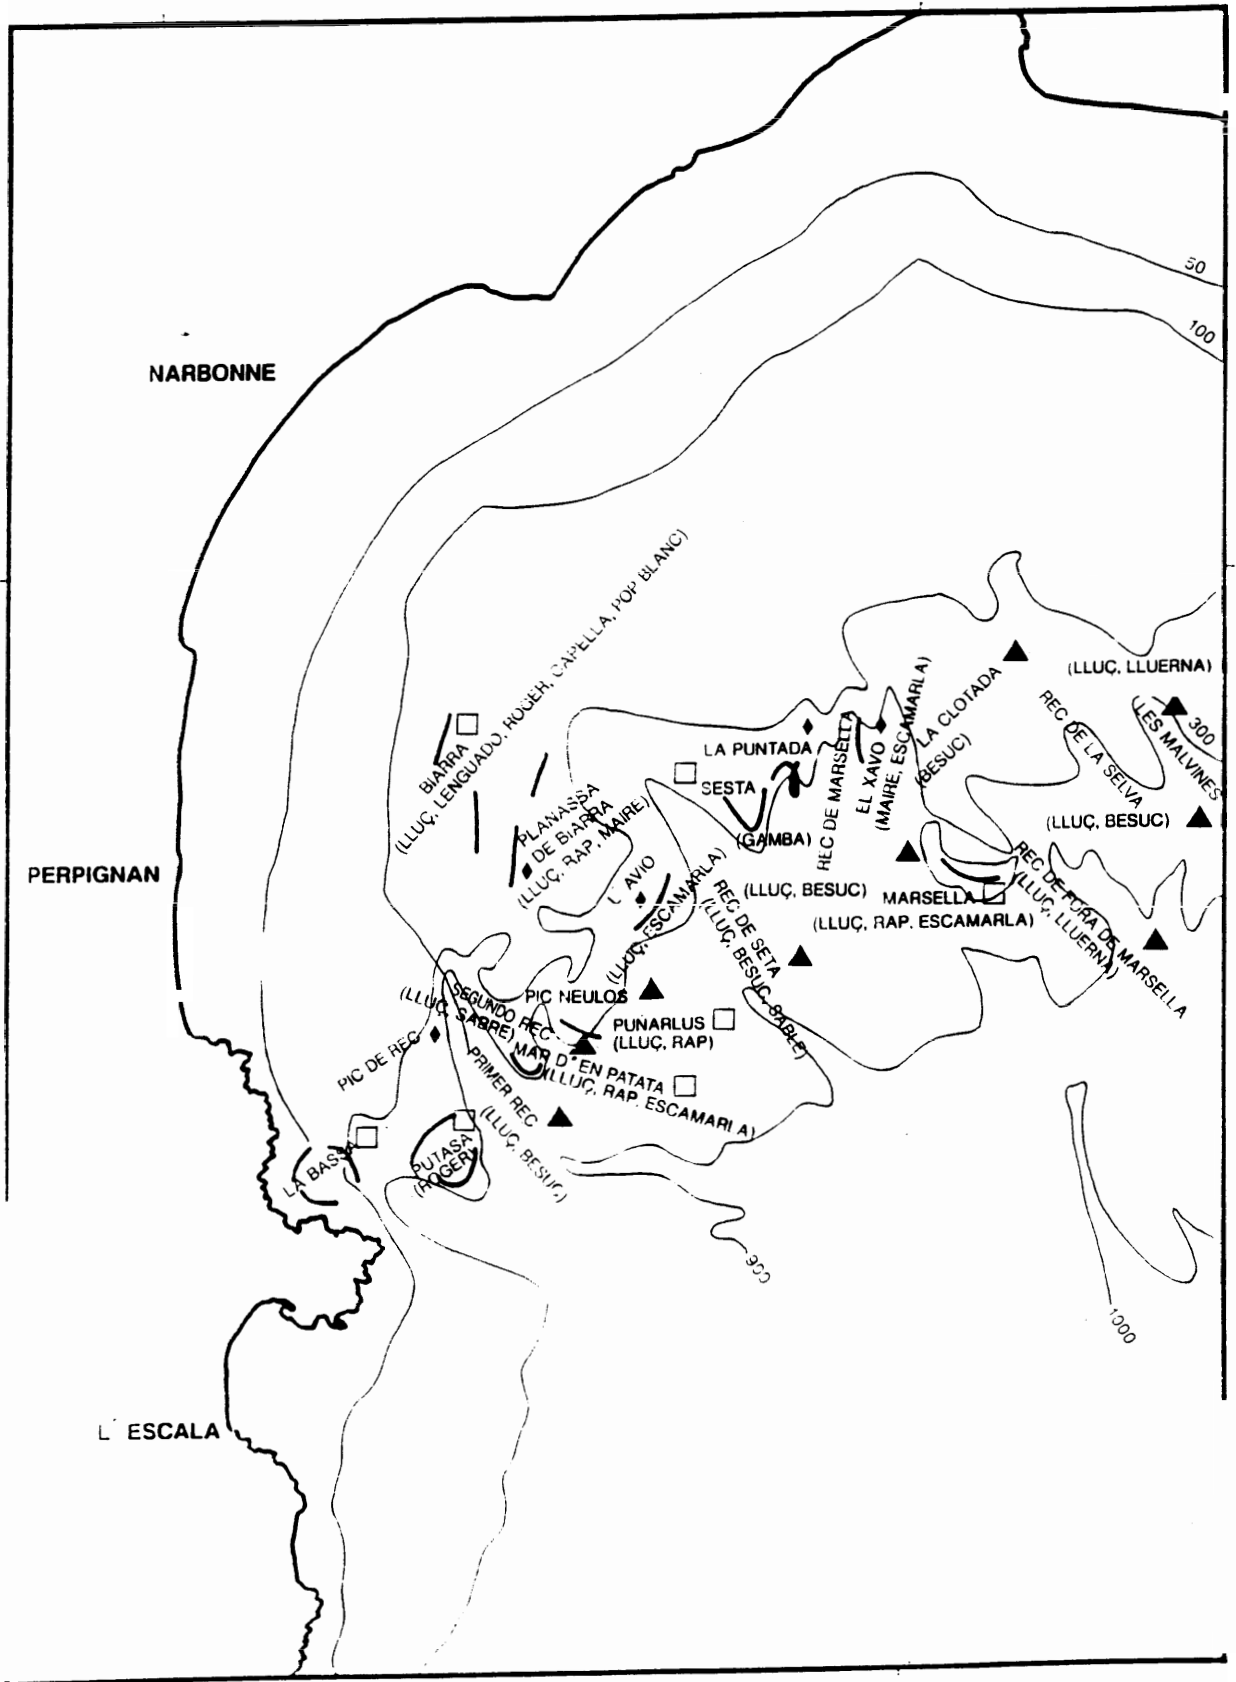 50
100
NARBONNE
(LLUÇ, LLUERNA)
300
LES MALVINES
REC DE LA SELVA
LA CLOTADA
(BESUC)
LA PUNTADA
EL XAVO
(MAIRE, ESCAMARLA)
REC DE MARSELLA
BIARRA
(LLUÇ, LENGUADO, ROGER, CAPELLA, POP BLANC)
SESTA
(GAMBA)
PLANASSA
DE BIARRA
(LLUÇ, RAP, MAIRE)
(LLUÇ, BESUC)
PERPIGNAN
AVIO
(LLUÇ, ESCAMARLA)
(LLUÇ, BESUC)
MARSELLA
(LLUÇ, RAP. ESCAMARLA)
REC DE FORA DE MARSELLA
(LLUÇ, LLUERNA)
REC DE SETA
(LLUÇ, BESUC, SABLE)
PIC NEULOS
SEGUNDO REC
(LLUÇ, SABRE)
PUNARLUS
(LLUÇ, RAP)
PIC DE REC
MAR D'EN PATATA
(LLUÇ, RAP. ESCAMARLA)
PRIMER REC
(LLUÇ, BESUC)
PUTASA
(ROGER)
LA BASSA
900
1000
L' ESCALA